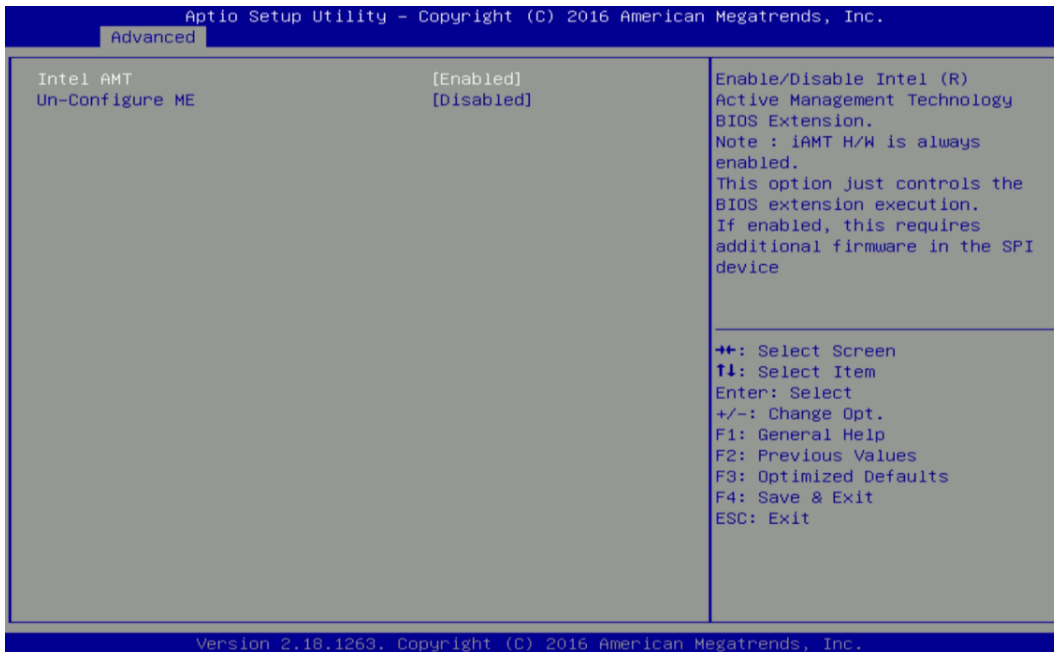 Aptio Setup Utility – Copyright (C) 2016 American Megatrends, Inc.
Advanced
Intel AMT [Enabled]
Un-Configure ME [Disabled]
Enable/Disable Intel (R)
Active Management Technology
BIOS Extension.
Note : iAMT H/W is always
enabled.
This option just controls the
BIOS extension execution.
If enabled, this requires
additional firmware in the SPI
device
→←: Select Screen
↑↓: Select Item
Enter: Select
+/-: Change Opt.
F1: General Help
F2: Previous Values
F3: Optimized Defaults
F4: Save & Exit
ESC: Exit
Version 2.18.1263. Copyright (C) 2016 American Megatrends, Inc.